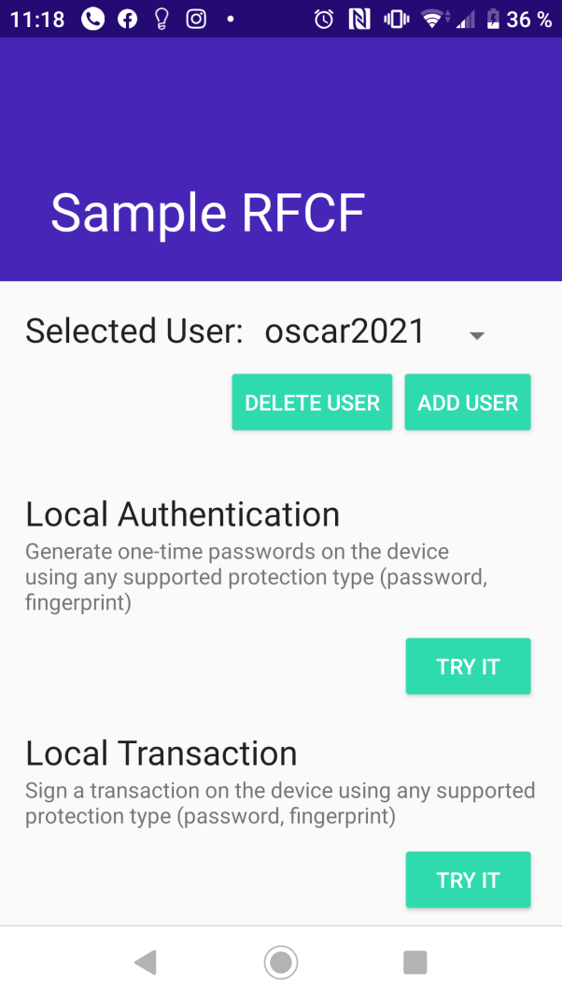 11:18 36 %
Sample RFCF
Selected User: oscar2021
DELETE USER ADD USER
Local Authentication
Generate one-time passwords on the device
using any supported protection type (password,
fingerprint)
TRY IT
Local Transaction
Sign a transaction on the device using any supported
protection type (password, fingerprint)
TRY IT